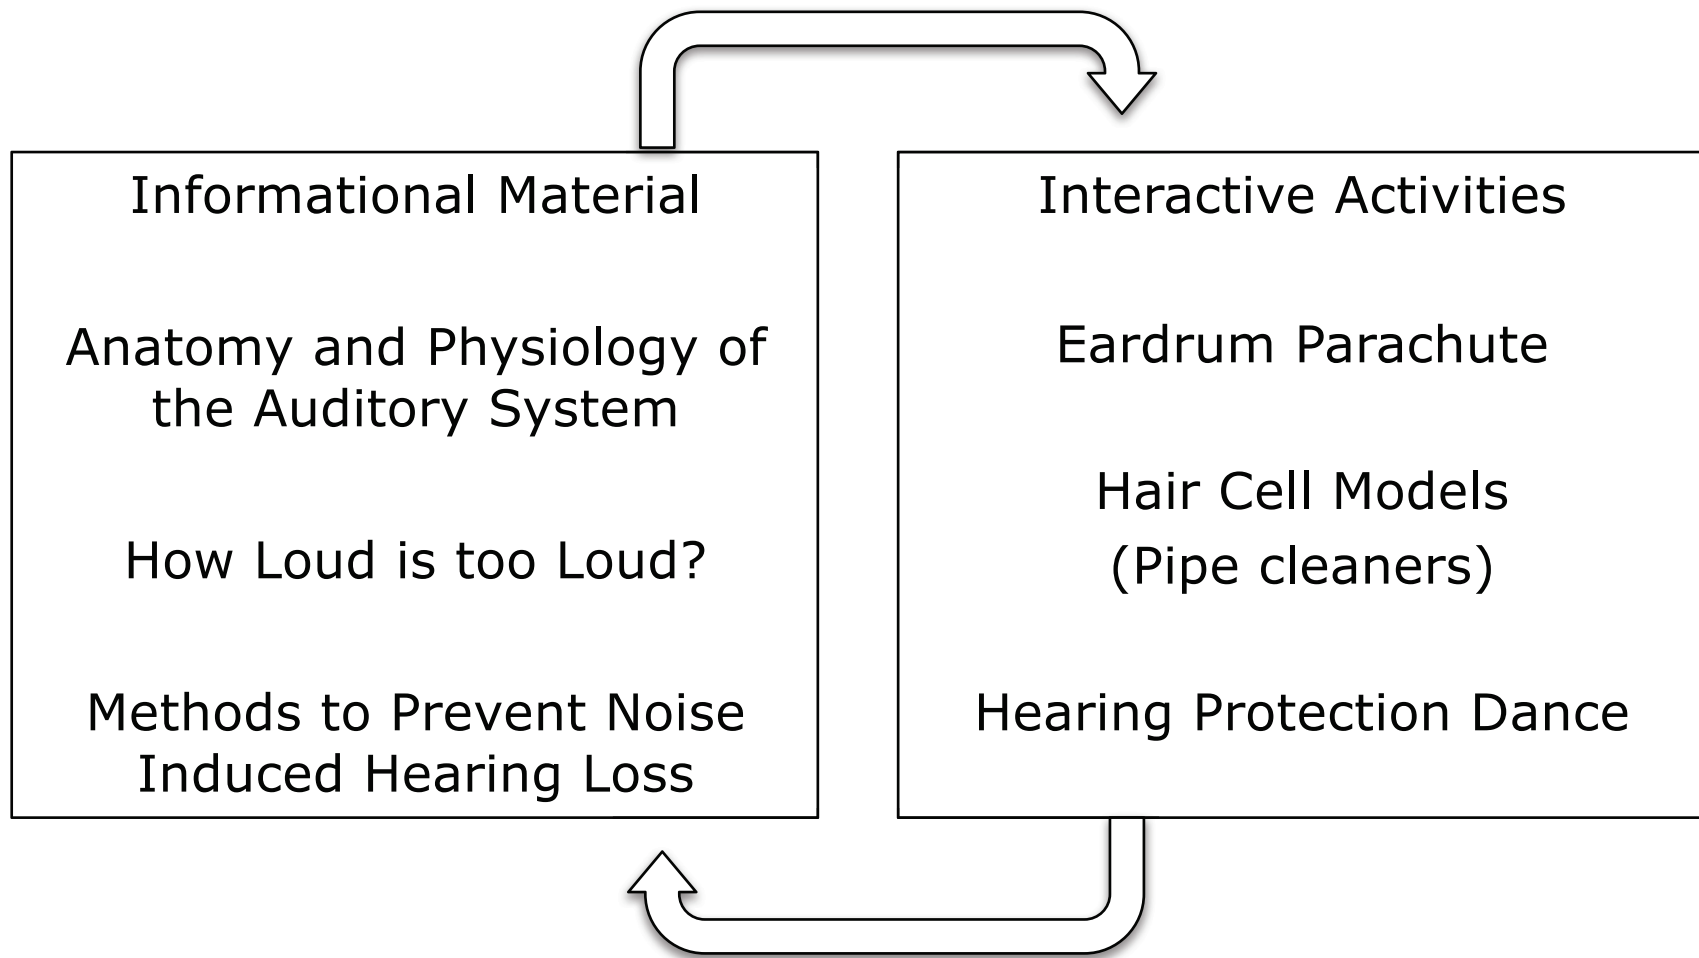 Informational Material
Anatomy and Physiology of
the Auditory System
How Loud is too Loud?
Methods to Prevent Noise
Induced Hearing Loss
Interactive Activities
Eardrum Parachute
Hair Cell Models
(Pipe cleaners)
Hearing Protection Dance